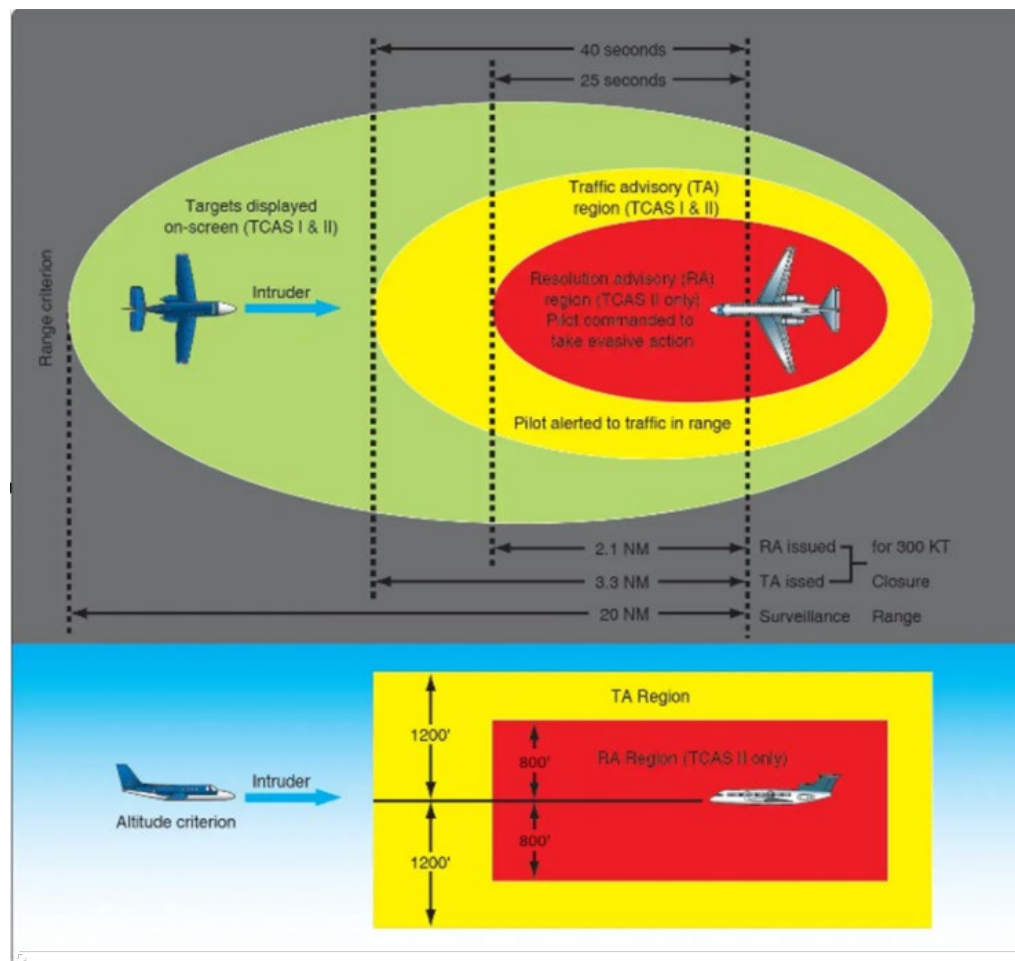 40 seconds
25 seconds
Traffic advisory (TA)
region (TCAS I & II)
Targets displayed
on-screen (TCAS I & II)
Resolution advisory (RA)
region (TCAS II only)
Pilot commanded to
take evasive action
Intruder
Range criterion
Pilot alerted to traffic in range
2.1 NM RA issued for 300 KT
3.3 NM TA issed Closure
20 NM Surveillance Range
TA Region
1200'
RA Region (TCAS II only)
800'
Intruder
Altitude criterion
800'
1200'